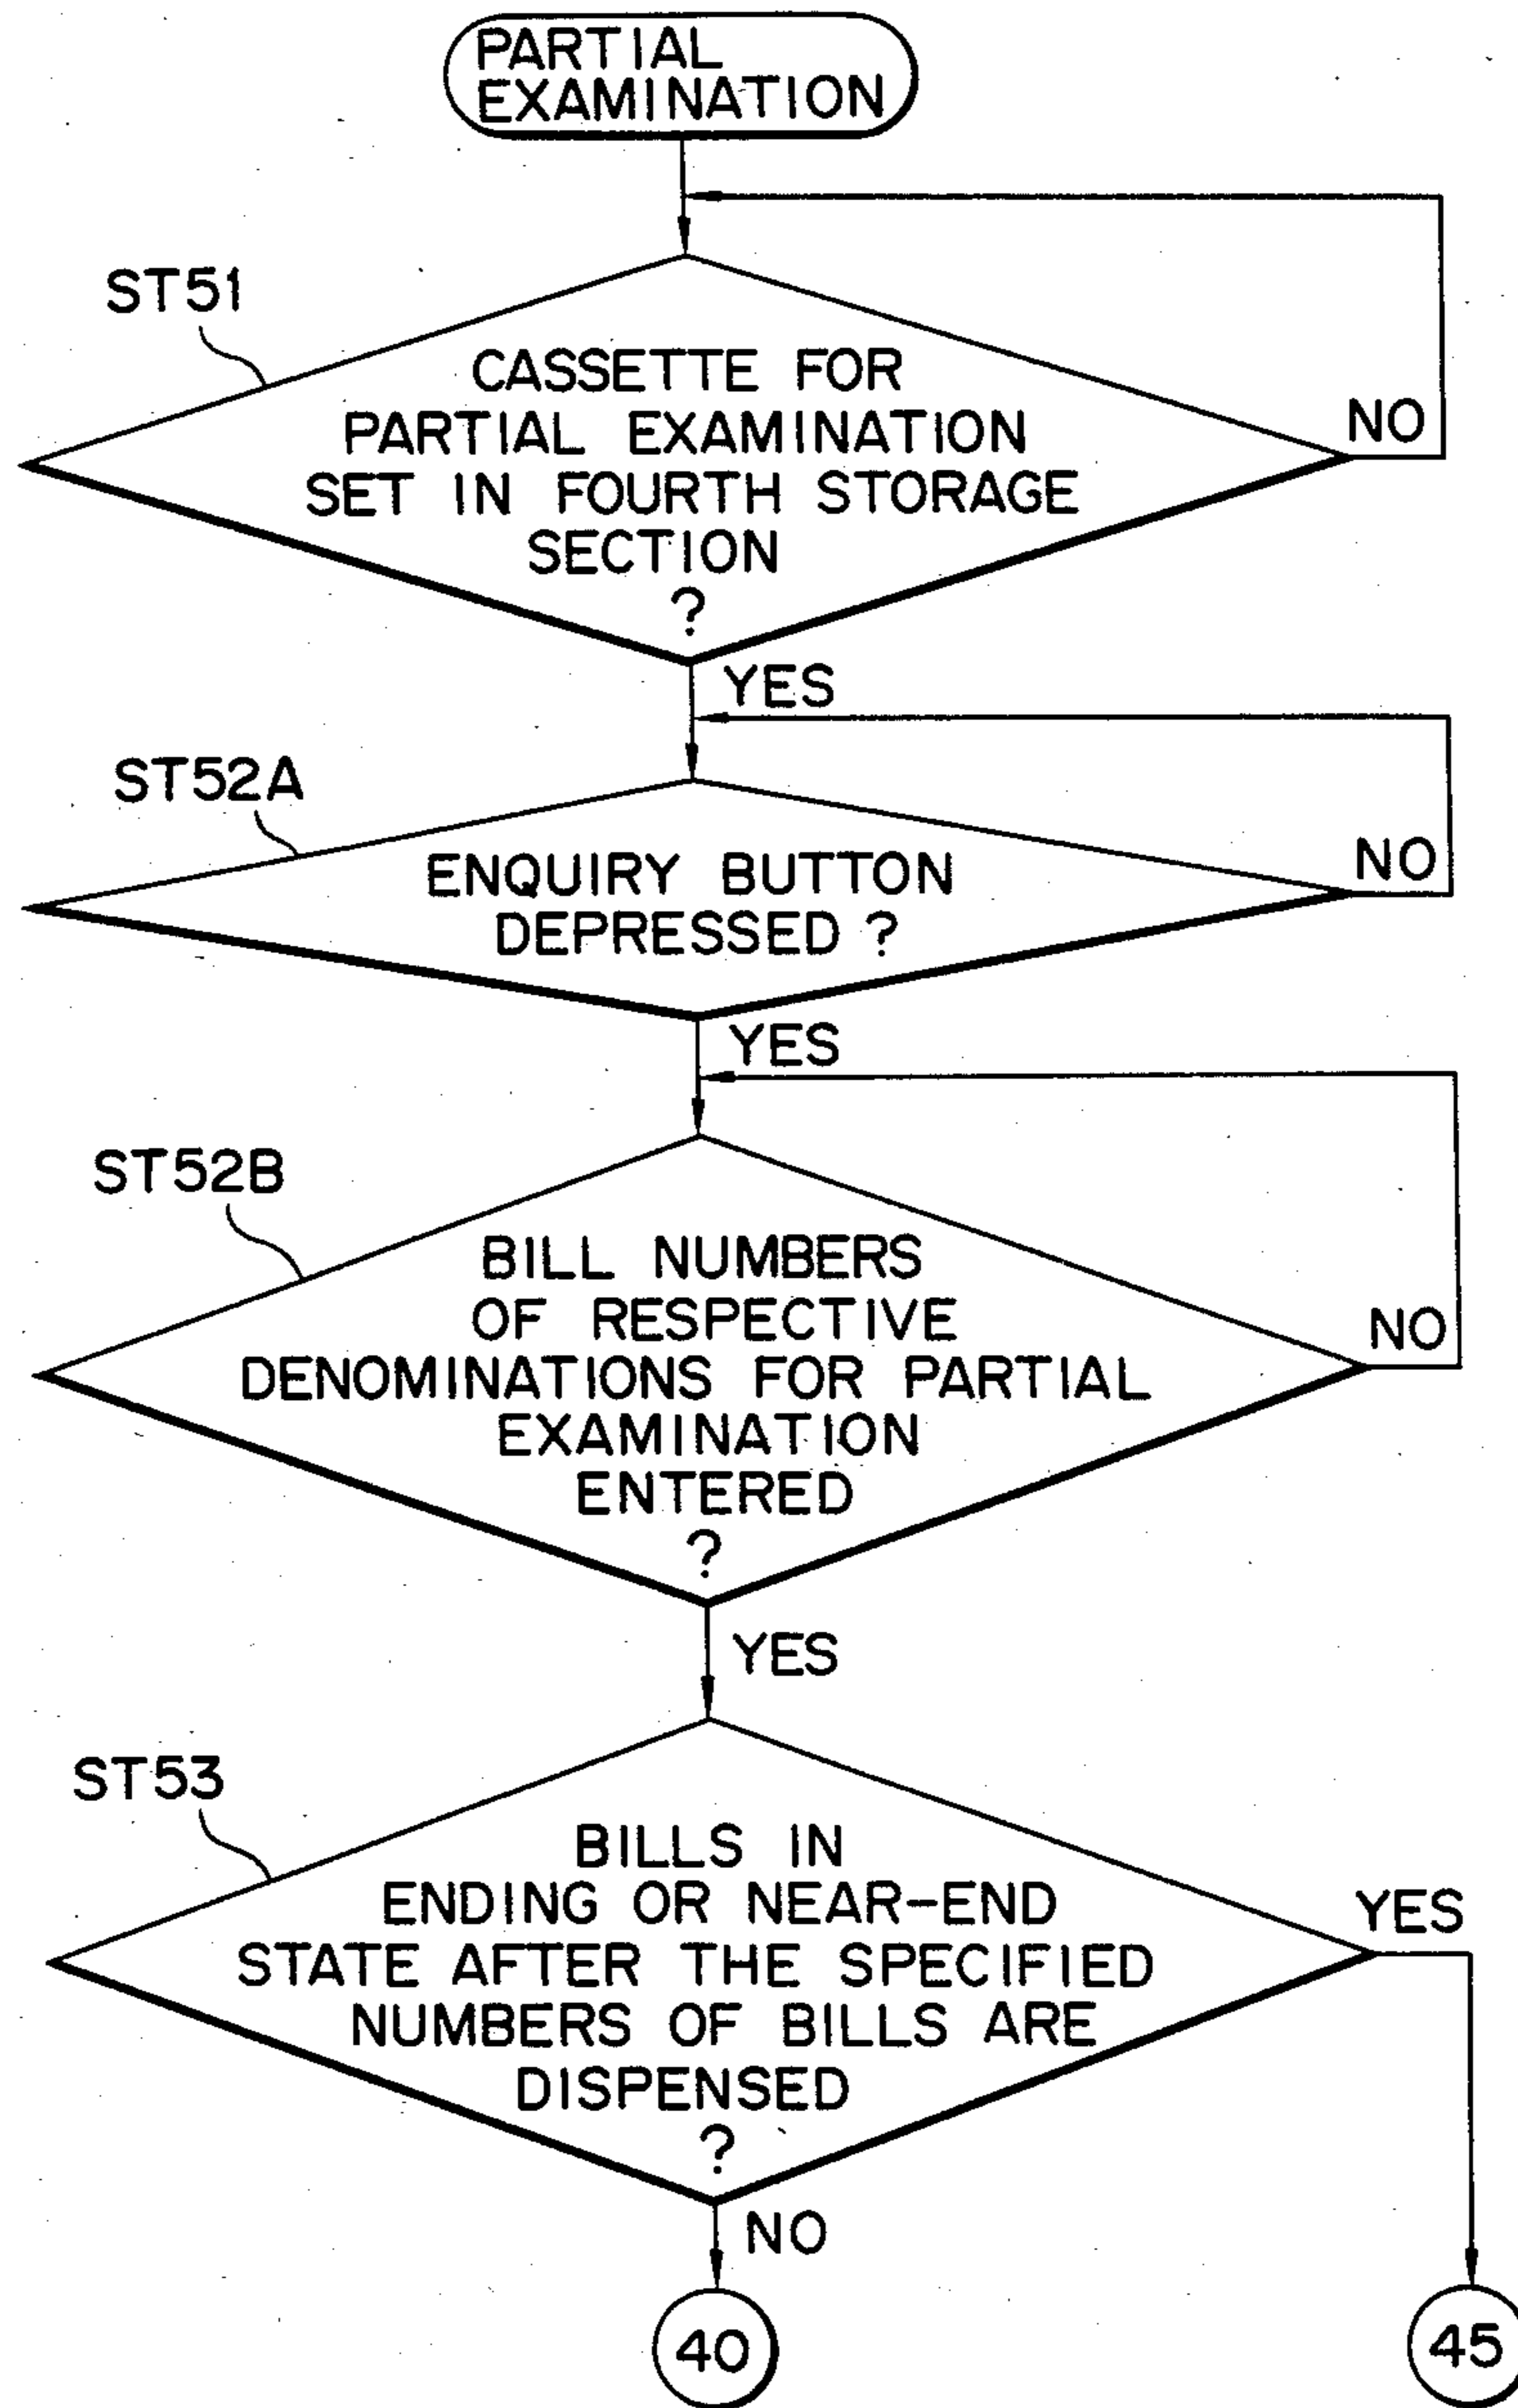 PARTIAL
EXAMINATION
ST51
CASSETTE FOR
PARTIAL EXAMINATION
SET IN FOURTH STORAGE
SECTION
?
NO
YES
ST52A
ENQUIRY BUTTON
DEPRESSED ?
NO
YES
ST52B
BILL NUMBERS
OF RESPECTIVE
DENOMINATIONS FOR PARTIAL
EXAMINATION
ENTERED
?
NO
YES
ST53
BILLS IN
ENDING OR NEAR-END
STATE AFTER THE SPECIFIED
NUMBERS OF BILLS ARE
DISPENSED
?
YES
NO
40
45